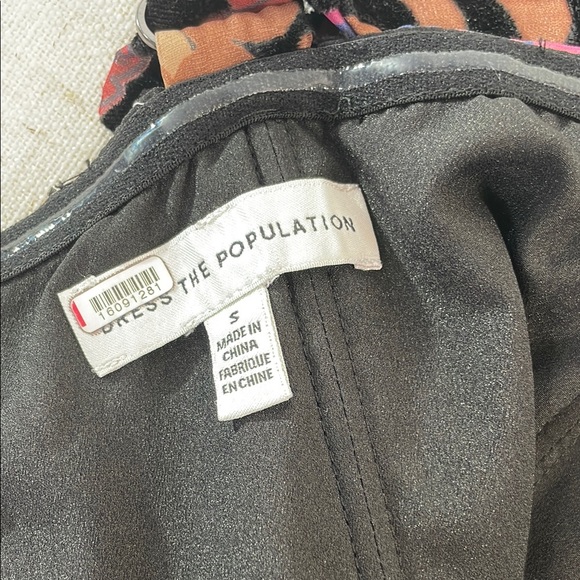 DRESS THE POPULATION
16091281
S
MADE IN
CHINA
FABRIQUE
EN CHINE